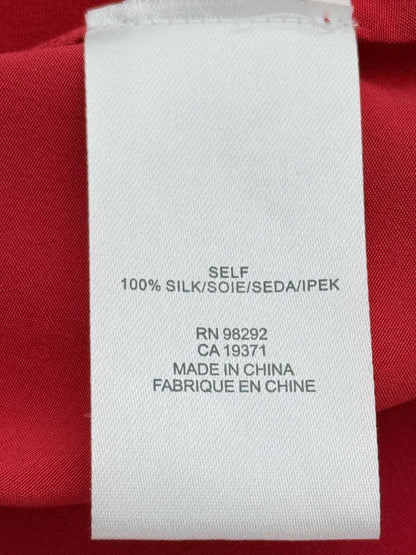 SELF
100% SILK/SOIE/SEDA/IPEK
RN 98292
CA 19371
MADE IN CHINA
FABRIQUE EN CHINE